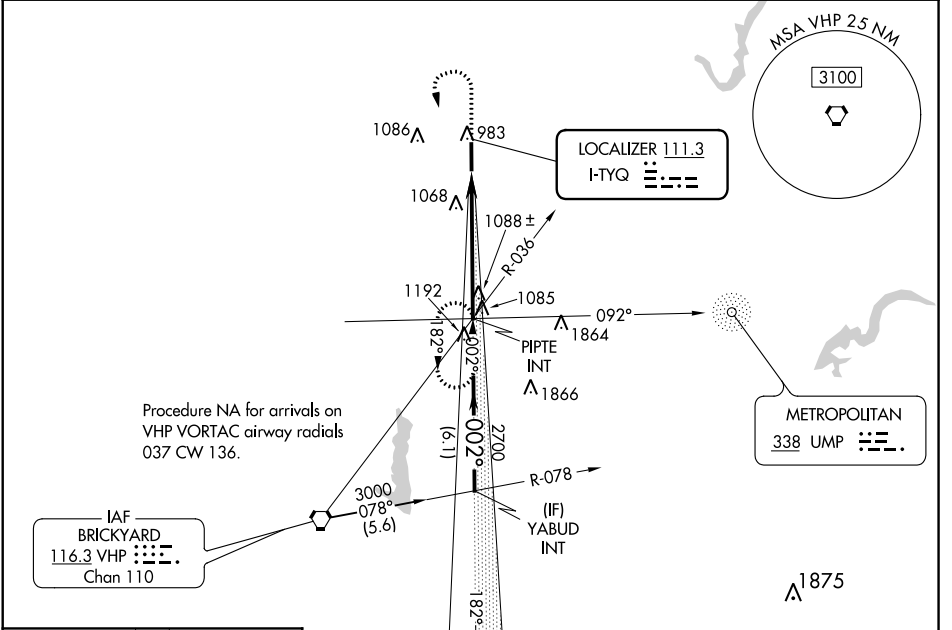 MSA VHP 25 NM
3100
1086
983
LOCALIZER 111.3
I-TYQ
1068
1088 ±
R-036
1192
1085
092°
1864
182°
002°
PIPTE
INT
1866
Procedure NA for arrivals on
VHP VORTAC airway radials
037 CW 136.
METROPOLITAN
338 UMP
002°
(6.1)
2700
R-078
3000
078°
(5.6)
(IF)
YABUD
INT
IAF
BRICKYARD
116.3 VHP
Chan 110
182°
1875